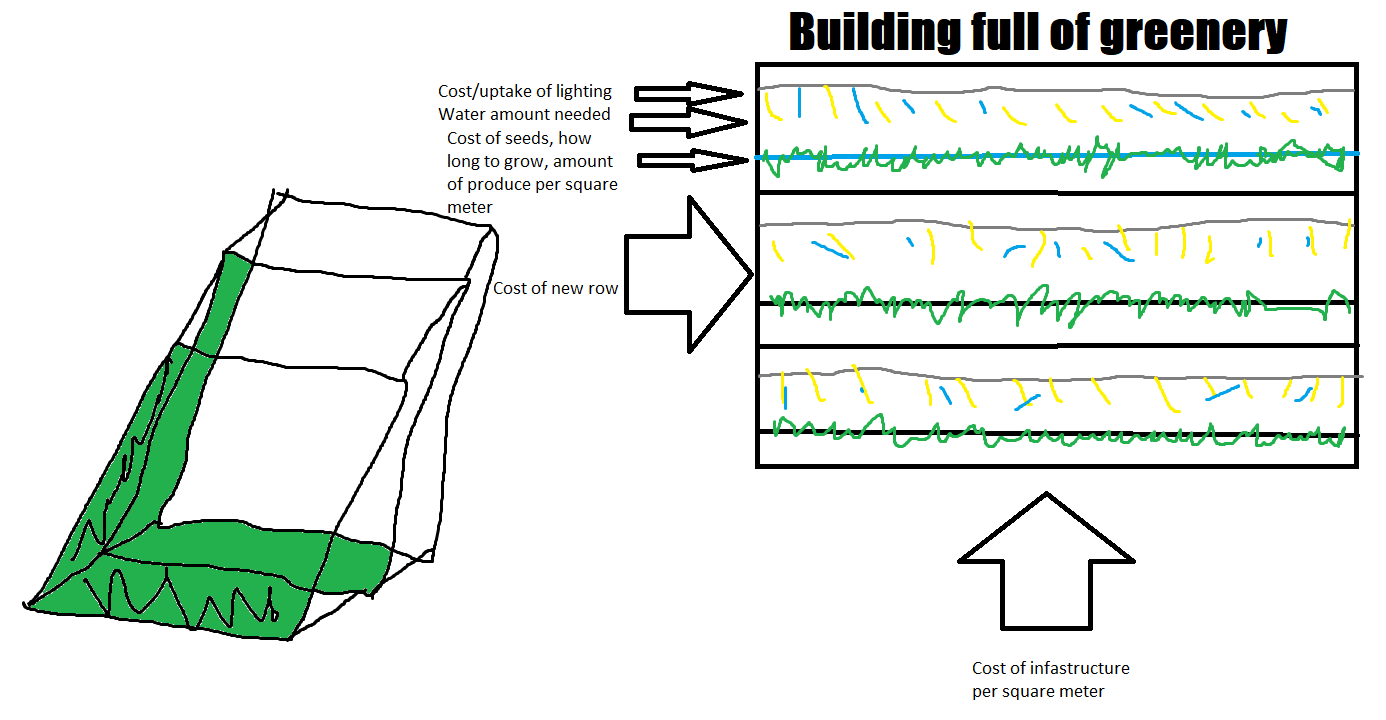 Building full of greenery
Cost/uptake of lighting
Water amount needed
Cost of seeds, how
long to grow, amount
of produce per square
meter
Cost of new row
Cost of infastructure
per square meter